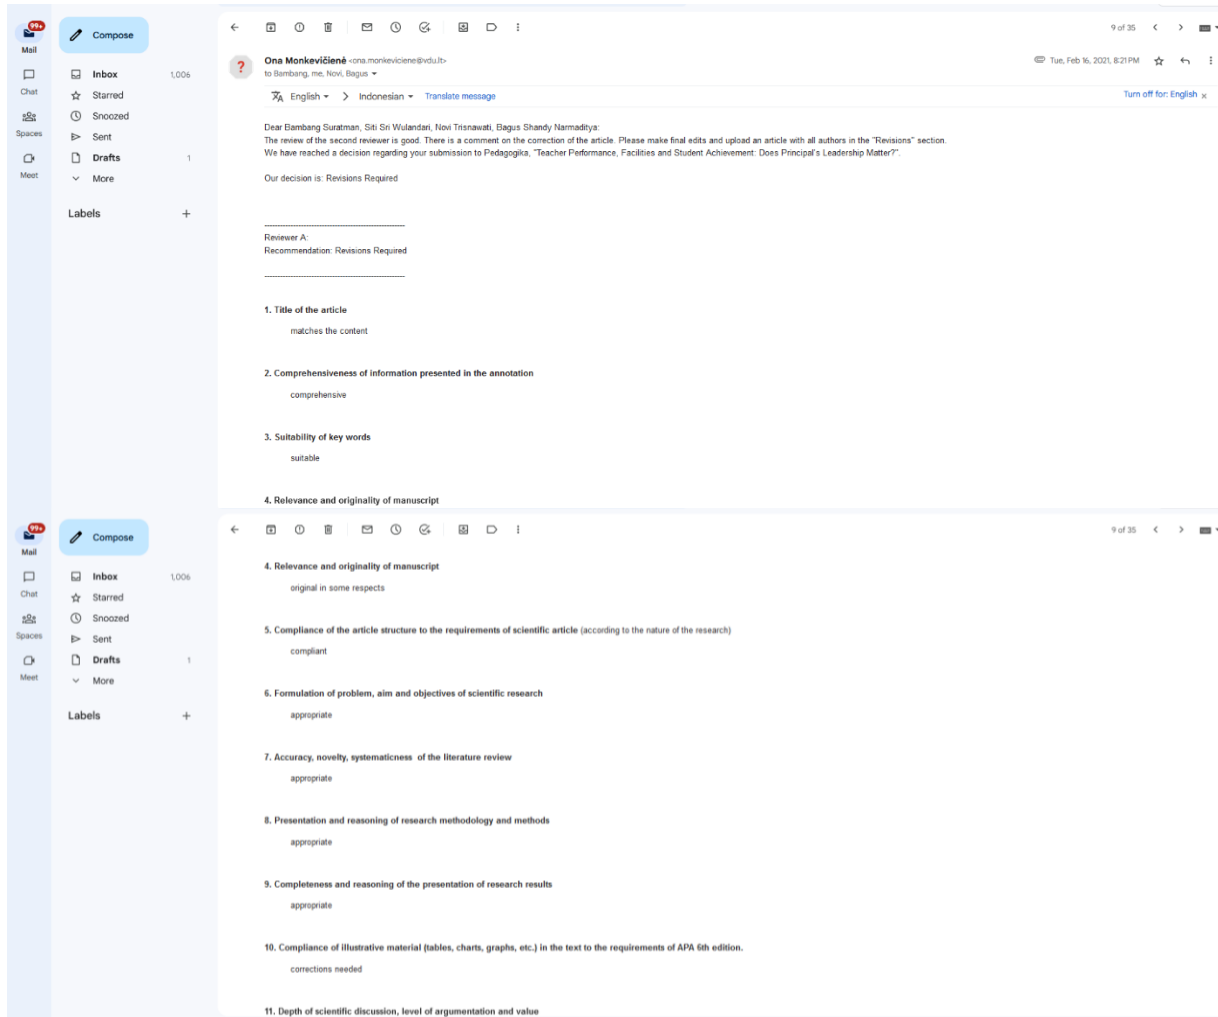 99+
Mail
Chat
Spaces
Meet
Compose
Inbox 1,006
Starred
Snoozed
Sent
Drafts 1
More
Labels +
9 of 35
Ona Monkevičienė <ona.monkeviciene@vdu.lt>
to Bambang, me, Novi, Bagus
Tue, Feb 16, 2021, 8:21 PM
English > Indonesian Translate message
Turn off for: English x
Dear Bambang Suratman, Siti Sri Wulandari, Novi Trisnawati, Bagus Shandy Narmaditya:
The review of the second reviewer is good. There is a comment on the correction of the article. Please make final edits and upload an article with all authors in the "Revisions" section.
We have reached a decision regarding your submission to Pedagogika, "Teacher Performance, Facilities and Student Achievement: Does Principal's Leadership Matter?".
Our decision is: Revisions Required
------------------------------------------------------
Reviewer A:
Recommendation: Revisions Required
------------------------------------------------------
1. Title of the article
matches the content
2. Comprehensiveness of information presented in the annotation
comprehensive
3. Suitability of key words
suitable
4. Relevance and originality of manuscript
99+
Mail
Chat
Spaces
Meet
Compose
Inbox 1,006
Starred
Snoozed
Sent
Drafts 1
More
Labels +
9 of 35
4. Relevance and originality of manuscript
original in some respects
5. Compliance of the article structure to the requirements of scientific article (according to the nature of the research)
compliant
6. Formulation of problem, aim and objectives of scientific research
appropriate
7. Accuracy, novelty, systematicness of the literature review
appropriate
8. Presentation and reasoning of research methodology and methods
appropriate
9. Completeness and reasoning of the presentation of research results
appropriate
10. Compliance of illustrative material (tables, charts, graphs, etc.) in the text to the requirements of APA 6th edition.
corrections needed
11. Depth of scientific discussion, level of argumentation and value